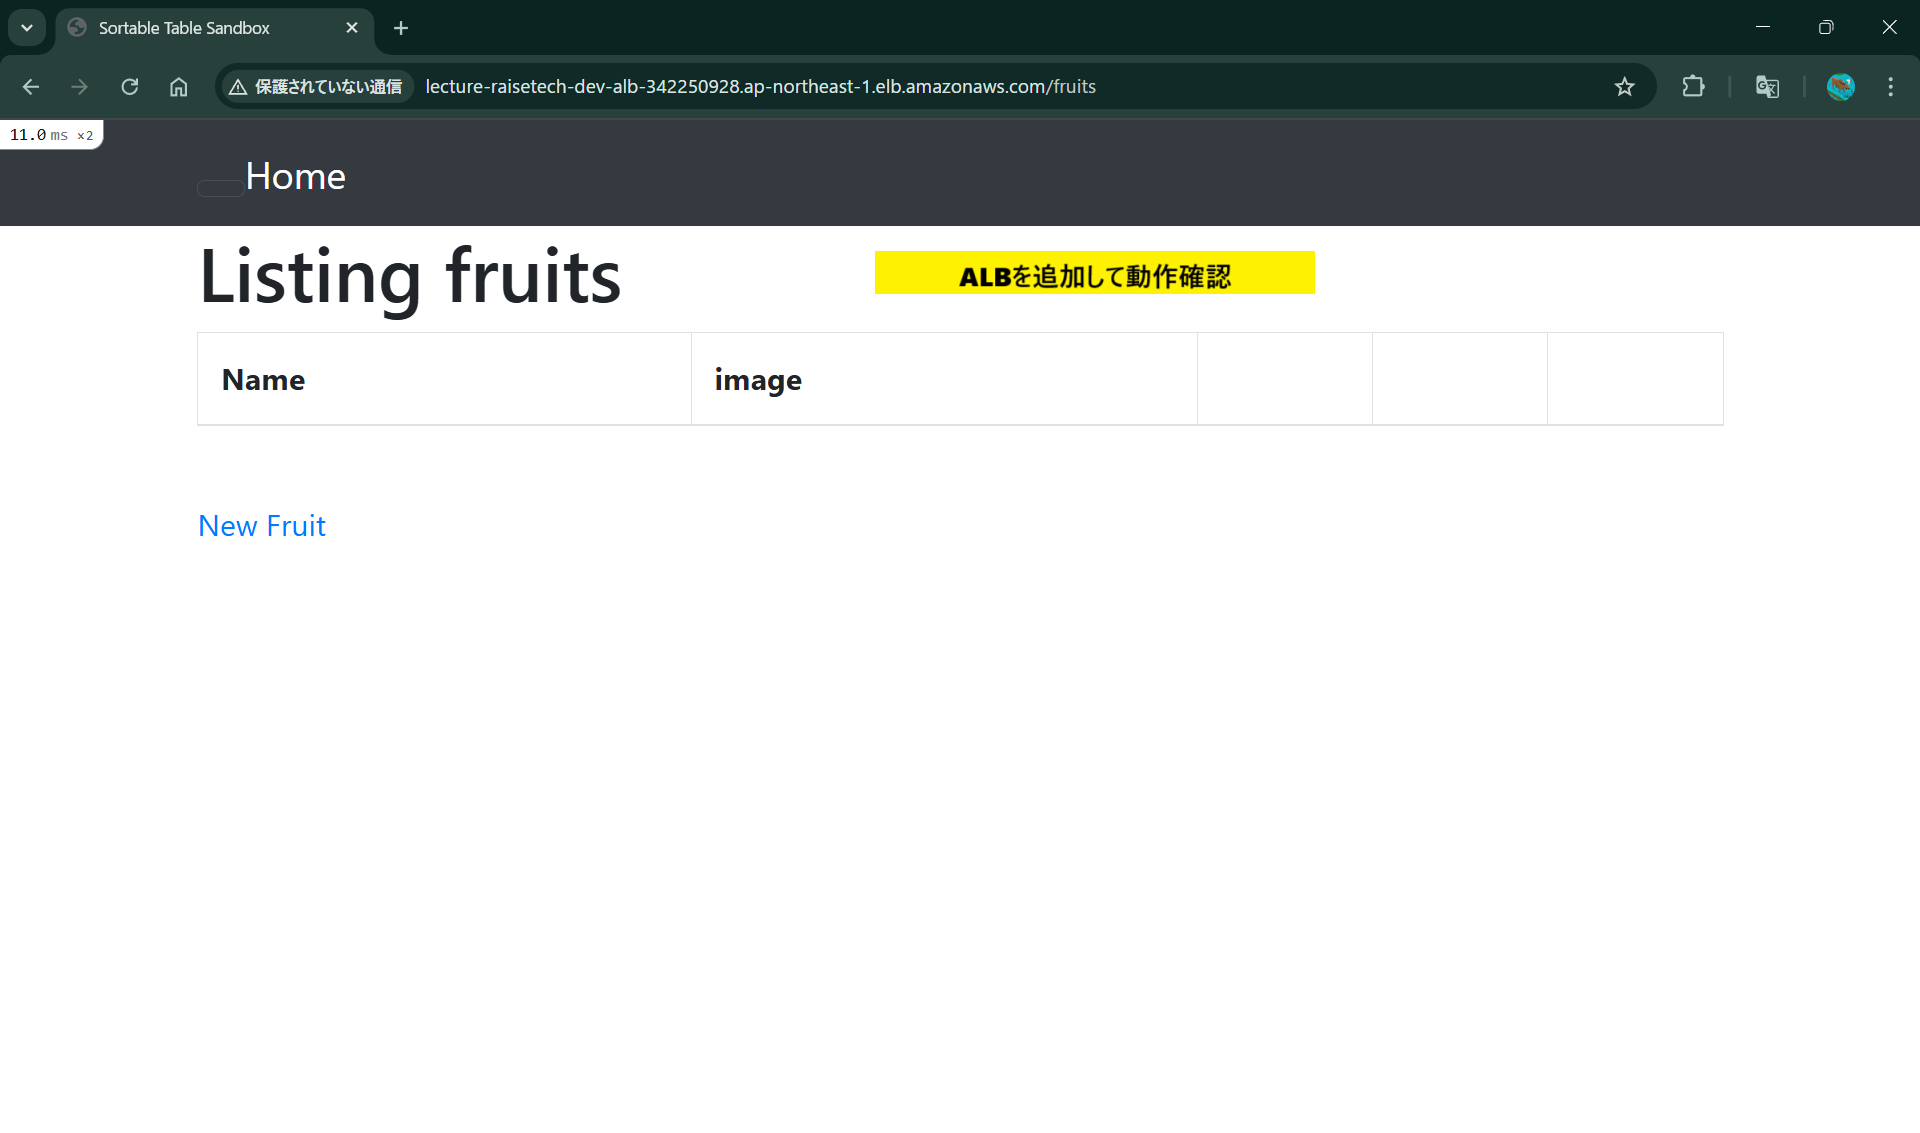 Sortable Table Sandbox
保護されていない通信 lecture-raisetech-dev-alb-342250928.ap-northeast-1.elb.amazonaws.com/fruits
11.0 ms ×2
Home
Listing fruits
ALBを追加して動作確認
Name image
New Fruit